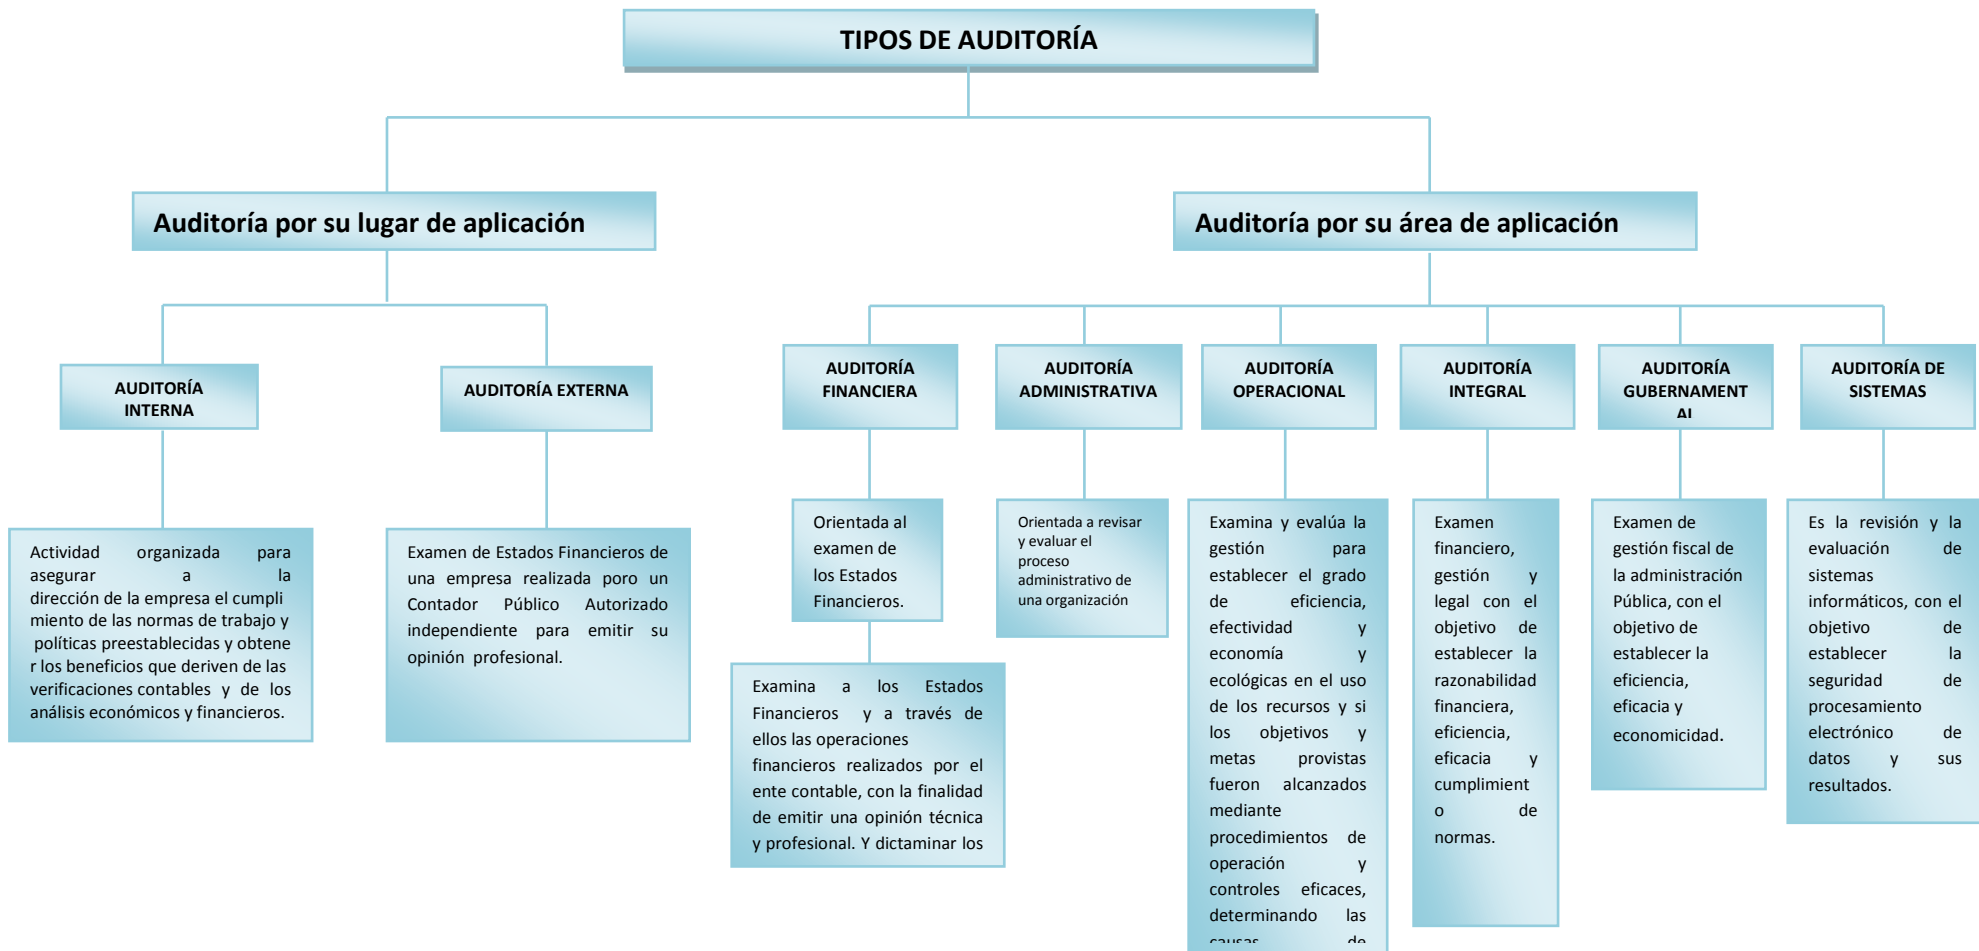 TIPOS DE AUDITORÍA
Auditoría por su lugar de aplicación
Auditoría por su área de aplicación
AUDITORÍA
INTERNA
AUDITORÍA EXTERNA
AUDITORÍA
FINANCIERA
AUDITORÍA
ADMINISTRATIVA
AUDITORÍA
OPERACIONAL
AUDITORÍA
INTEGRAL
AUDITORÍA
GUBERNAMENT
AL
AUDITORÍA DE
SISTEMAS
Actividad organizada para
asegurar a la
dirección de la empresa el cumpli
miento de las normas de trabajo y
políticas preestablecidas y obtene
r los beneficios que deriven de las
verificaciones contables y de los
análisis económicos y financieros.
Examen de Estados Financieros de
una empresa realizada poro un
Contador Público Autorizado
independiente para emitir su
opinión profesional.
Orientada al
examen de
los Estados
Financieros.
Examina a los Estados
Financieros y a través de
ellos las operaciones
financieros realizados por el
ente contable, con la finalidad
de emitir una opinión técnica
y profesional. Y dictaminar los
Orientada a revisar
y evaluar el
proceso
administrativo de
una organización
Examina y evalúa la
gestión para
establecer el grado
de eficiencia,
efectividad y
economía y
ecológicas en el uso
de los recursos y si
los objetivos y
metas provistas
fueron alcanzados
mediante
procedimientos de
operación y
controles eficaces,
determinando las
causas de
Examen
financiero,
gestión y
legal con el
objetivo de
establecer la
razonabilidad
financiera,
eficiencia,
eficacia y
cumplimient
o de
normas.
Examen de
gestión fiscal de
la administración
Pública, con el
objetivo de
establecer la
eficiencia,
eficacia y
economicidad.
Es la revisión y la
evaluación de
sistemas
informáticos, con el
objetivo de
establecer la
seguridad de
procesamiento
electrónico de
datos y sus
resultados.